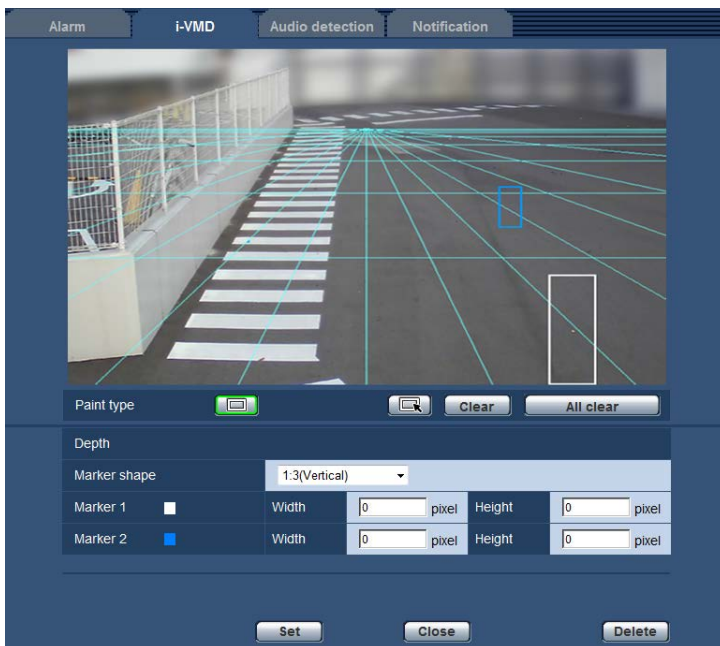 Alarm i-VMD Audio detection Notification
Paint type Clear All clear
Depth
Marker shape 1:3(Vertical)
Marker 1 Width 0 pixel Height 0 pixel
Marker 2 Width 0 pixel Height 0 pixel
Set Close Delete